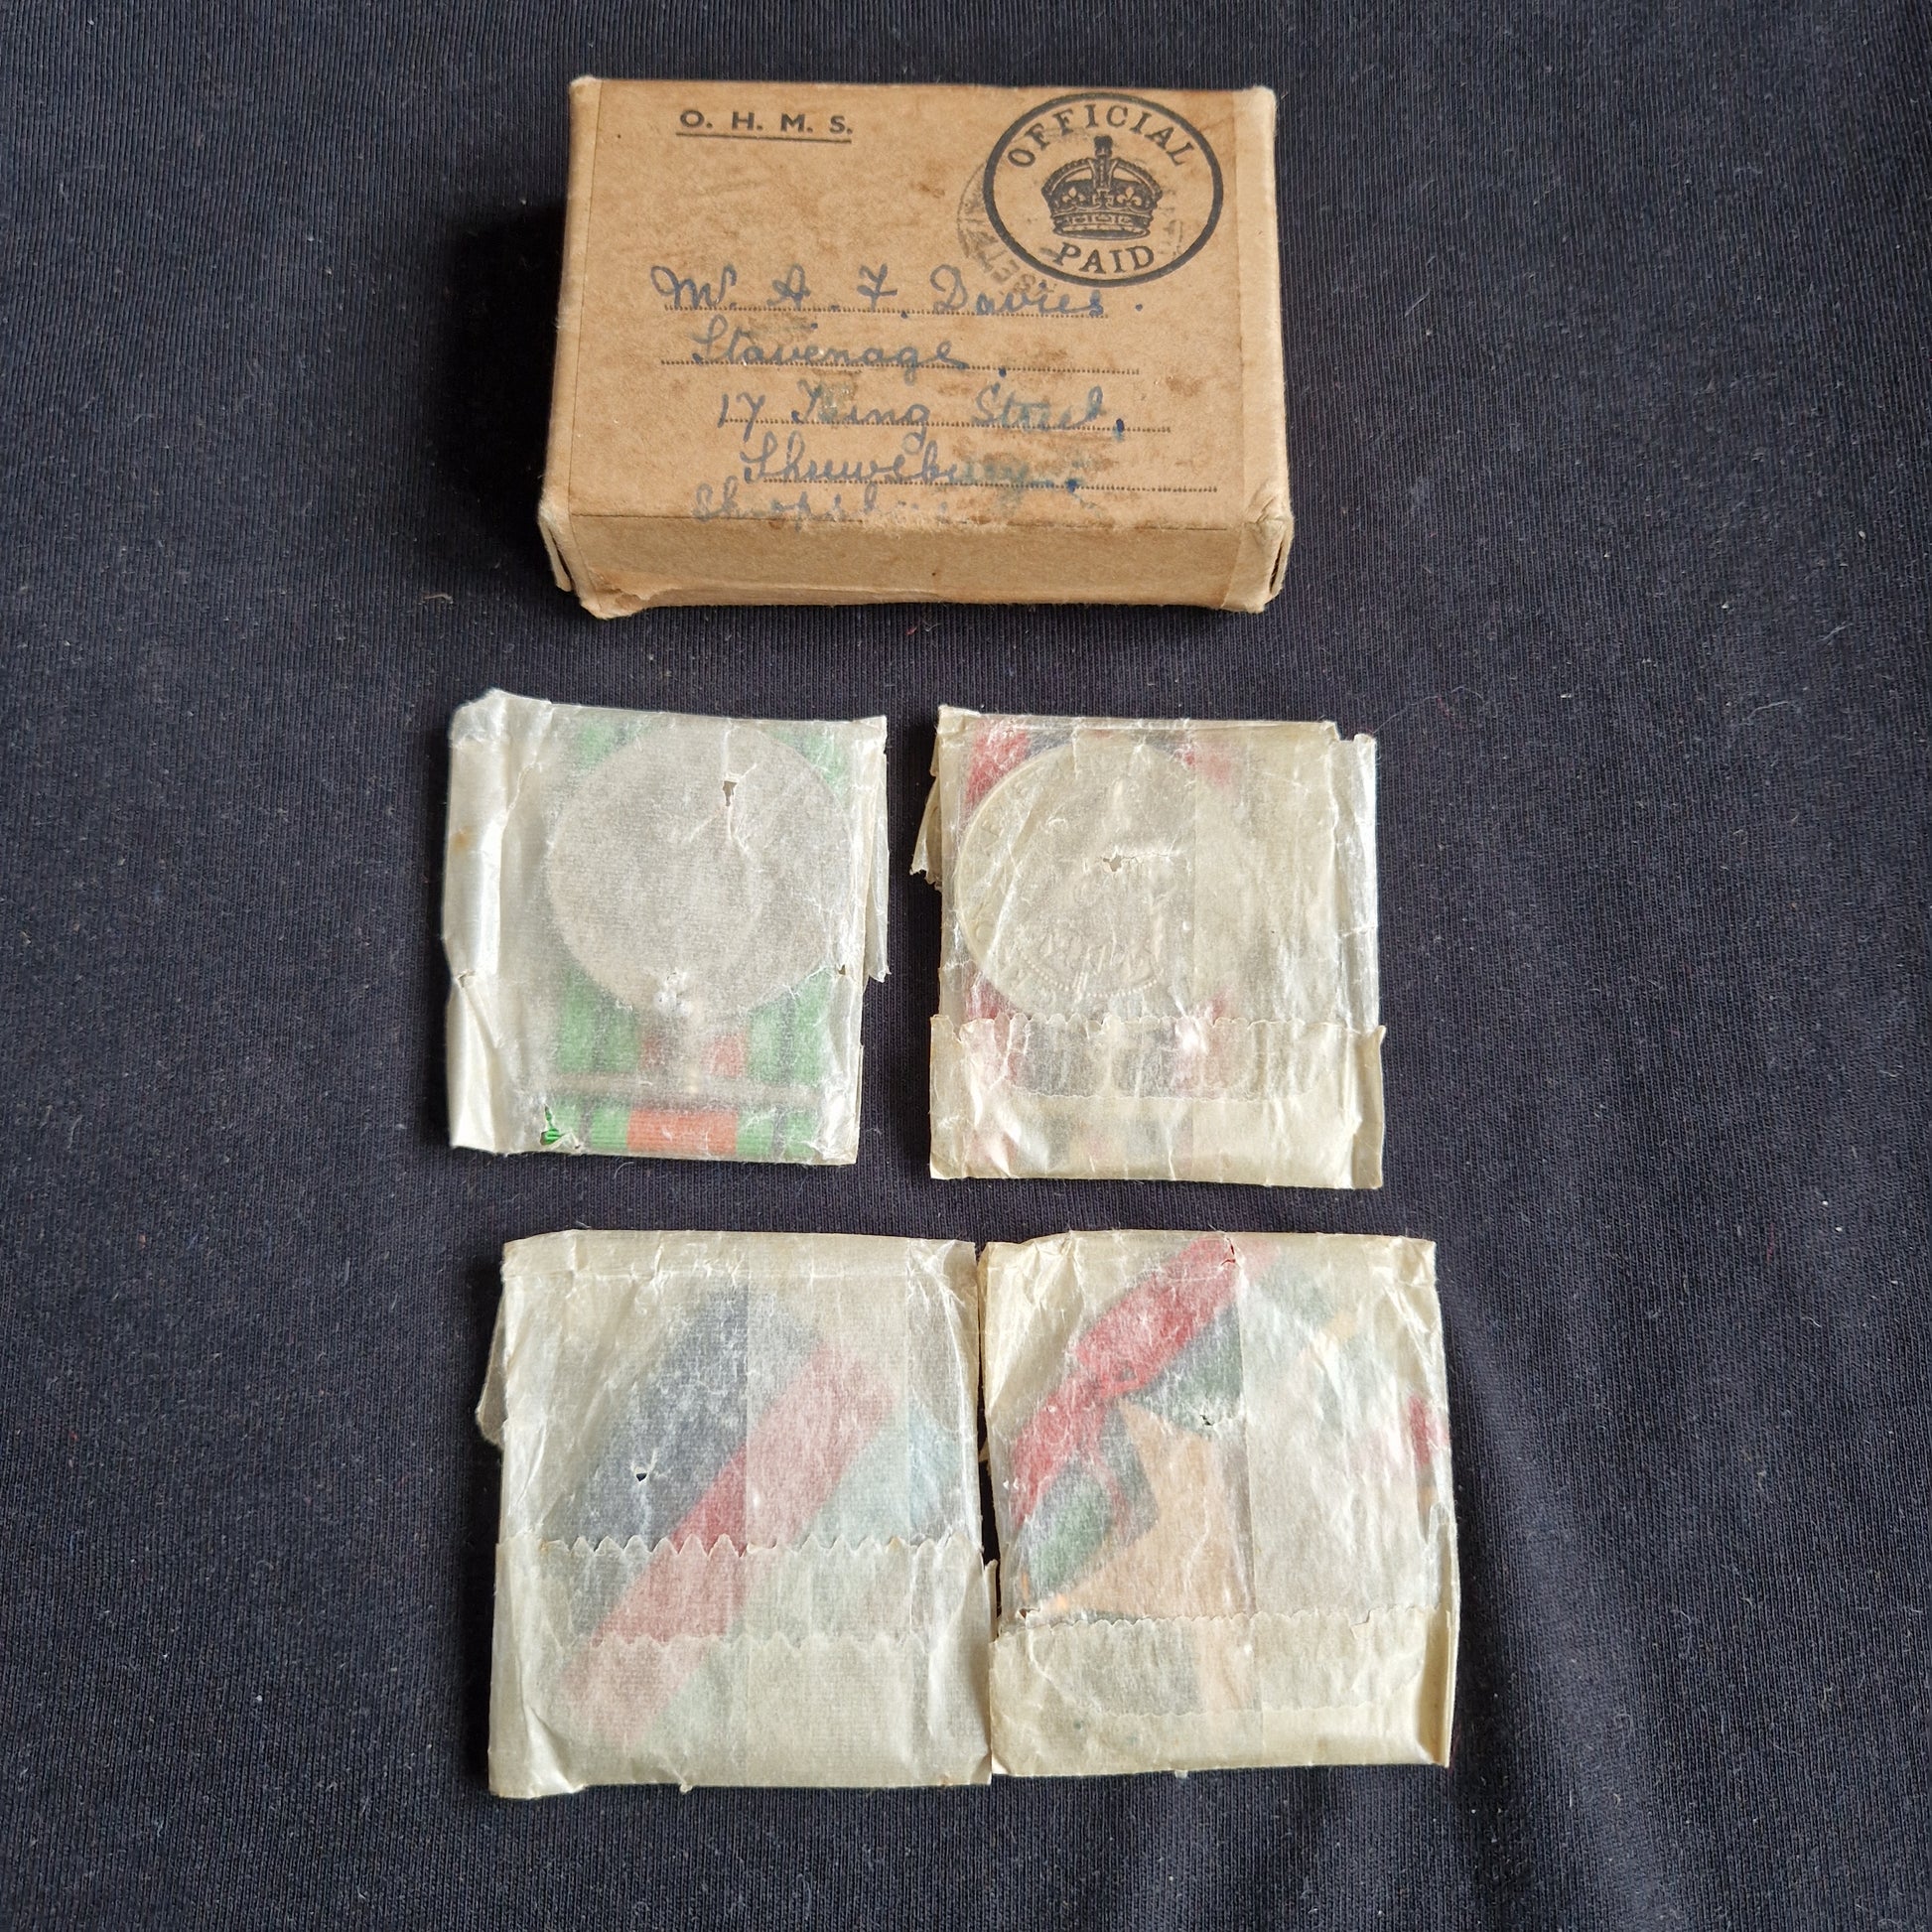 O. H. M. S.
OFFICIAL
PAID
Mr. A. F. Davies.
Stavenage
17 King Street,
Shrewsbury